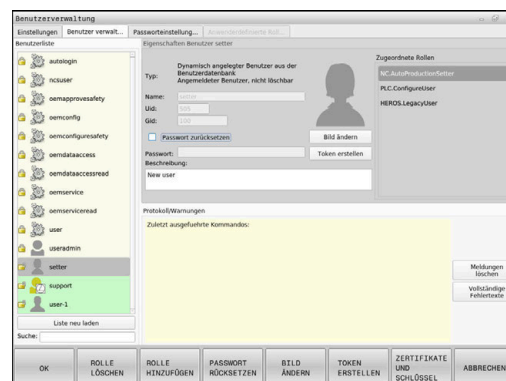 Benutzerverwaltung
Einstellungen
Benutzer verwalt...
Passworteinstellung...
Anwenderdefinierte Roll...
Benutzerliste
autologin
ncsuser
oemapprovesafety
oemconfig
oemconfiguresafety
oemdataaccess
oemdataaccessread
oemservice
oemserviceread
user
useradmin
setter
support
user-1
Liste neu laden
Suche:
Eigenschaften Benutzer setter
Typ:
Dynamisch angelegter Benutzer aus der
Benutzerdatenbank
Angemeldeter Benutzer, nicht löschbar
Name:
setter
Uid:
Gid:
Passwort zurücksetzen
Passwort:
Bild ändern
Token erstellen
Beschreibung:
New user
Zugeordnete Rollen
NC.AutoProductionSetter
PLC.ConfigureUser
HEROS.LegacyUser
Protokoll/Warnungen
Zuletzt ausgefuehrte Kommandos:
Meldungen
löschen
Vollständige
Fehlertexte
OK
ROLLE
LÖSCHEN
ROLLE
HINZUFÜGEN
PASSWORT
RÜCKSETZEN
BILD
ÄNDERN
TOKEN
ERSTELLEN
ZERTIFIKATE
UND
SCHLÜSSEL
ABBRECHEN